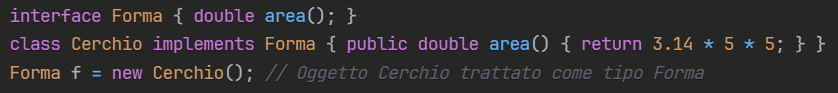 interface Forma { double area(); }
class Cerchio implements Forma { public double area() { return 3.14 * 5 * 5; } }
Forma f = new Cerchio(); // Oggetto Cerchio trattato come tipo Forma